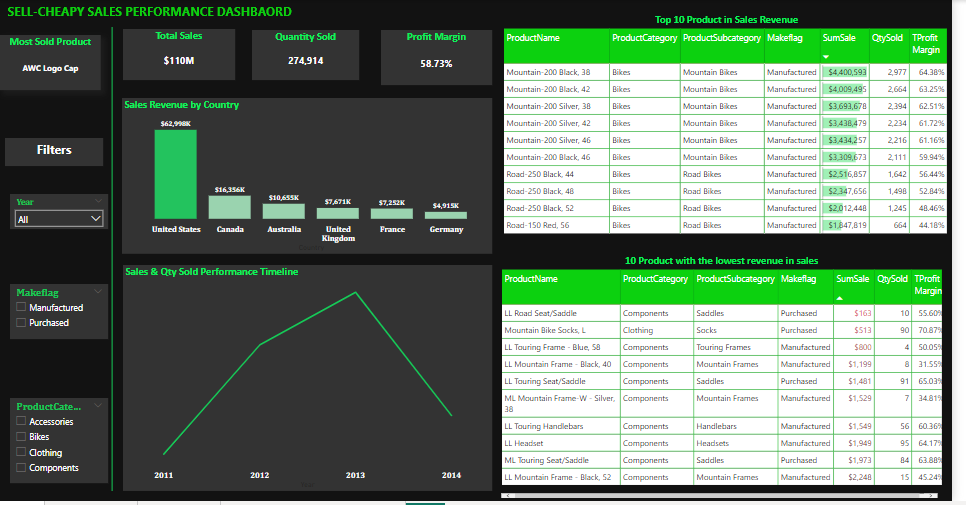 SELL-CHEAPY SALES PERFORMANCE DASHBAORD
Most Sold Product
AWC Logo Cap
Total Sales
$110M
Quantity Sold
274,914
Profit Margin
58.73%
Filters
Year
All
Makeflag
Manufactured
Purchased
ProductCate...
Accessories
Bikes
Clothing
Components
Sales Revenue by Country
$62,998K
$16,356K
$10,655K
$7,671K
$7,252K
$4,915K
United States Canada Australia United Kingdom France Germany
Sales & Qty Sold Performance Timeline
2011 2012 2013 2014
Top 10 Product in Sales Revenue
ProductName ProductCategory ProductSubcategory Makeflag SumSale QtySold TProfit Margin
Mountain-200 Black, 38 Bikes Mountain Bikes Manufactured $4,400,593 2,977 64.38%
Mountain-200 Black, 42 Bikes Mountain Bikes Manufactured $4,009,495 2,664 63.25%
Mountain-200 Silver, 38 Bikes Mountain Bikes Manufactured $3,693,678 2,394 62.51%
Mountain-200 Silver, 42 Bikes Mountain Bikes Manufactured $3,438,479 2,234 61.72%
Mountain-200 Silver, 46 Bikes Mountain Bikes Manufactured $3,434,257 2,216 61.16%
Mountain-200 Black, 46 Bikes Mountain Bikes Manufactured $3,309,673 2,111 59.94%
Road-250 Black, 44 Bikes Road Bikes Manufactured $2,516,857 1,642 56.44%
Road-250 Black, 48 Bikes Road Bikes Manufactured $2,347,656 1,498 52.84%
Road-250 Black, 52 Bikes Road Bikes Manufactured $2,012,448 1,245 48.46%
Road-150 Red, 56 Bikes Road Bikes Manufactured $1,847,819 664 44.18%
10 Product with the lowest revenue in sales
ProductName ProductCategory ProductSubcategory Makeflag SumSale QtySold TProfit Margin
LL Road Seat/Saddle Components Saddles Purchased $163 10 55.60%
Mountain Bike Socks, L Clothing Socks Purchased $513 90 70.87%
LL Touring Frame - Blue, 58 Components Touring Frames Manufactured $800 4 50.05%
LL Mountain Frame - Black, 40 Components Mountain Frames Manufactured $1,199 8 31.55%
LL Touring Seat/Saddle Components Saddles Purchased $1,481 91 65.03%
ML Mountain Frame-W - Silver, 38 Components Mountain Frames Manufactured $1,529 7 34.81%
LL Touring Handlebars Components Handlebars Manufactured $1,549 56 60.36%
LL Headset Components Headsets Manufactured $1,949 95 64.17%
ML Touring Seat/Saddle Components Saddles Purchased $1,973 84 63.88%
LL Mountain Frame - Black, 52 Components Mountain Frames Manufactured $2,248 15 45.24%